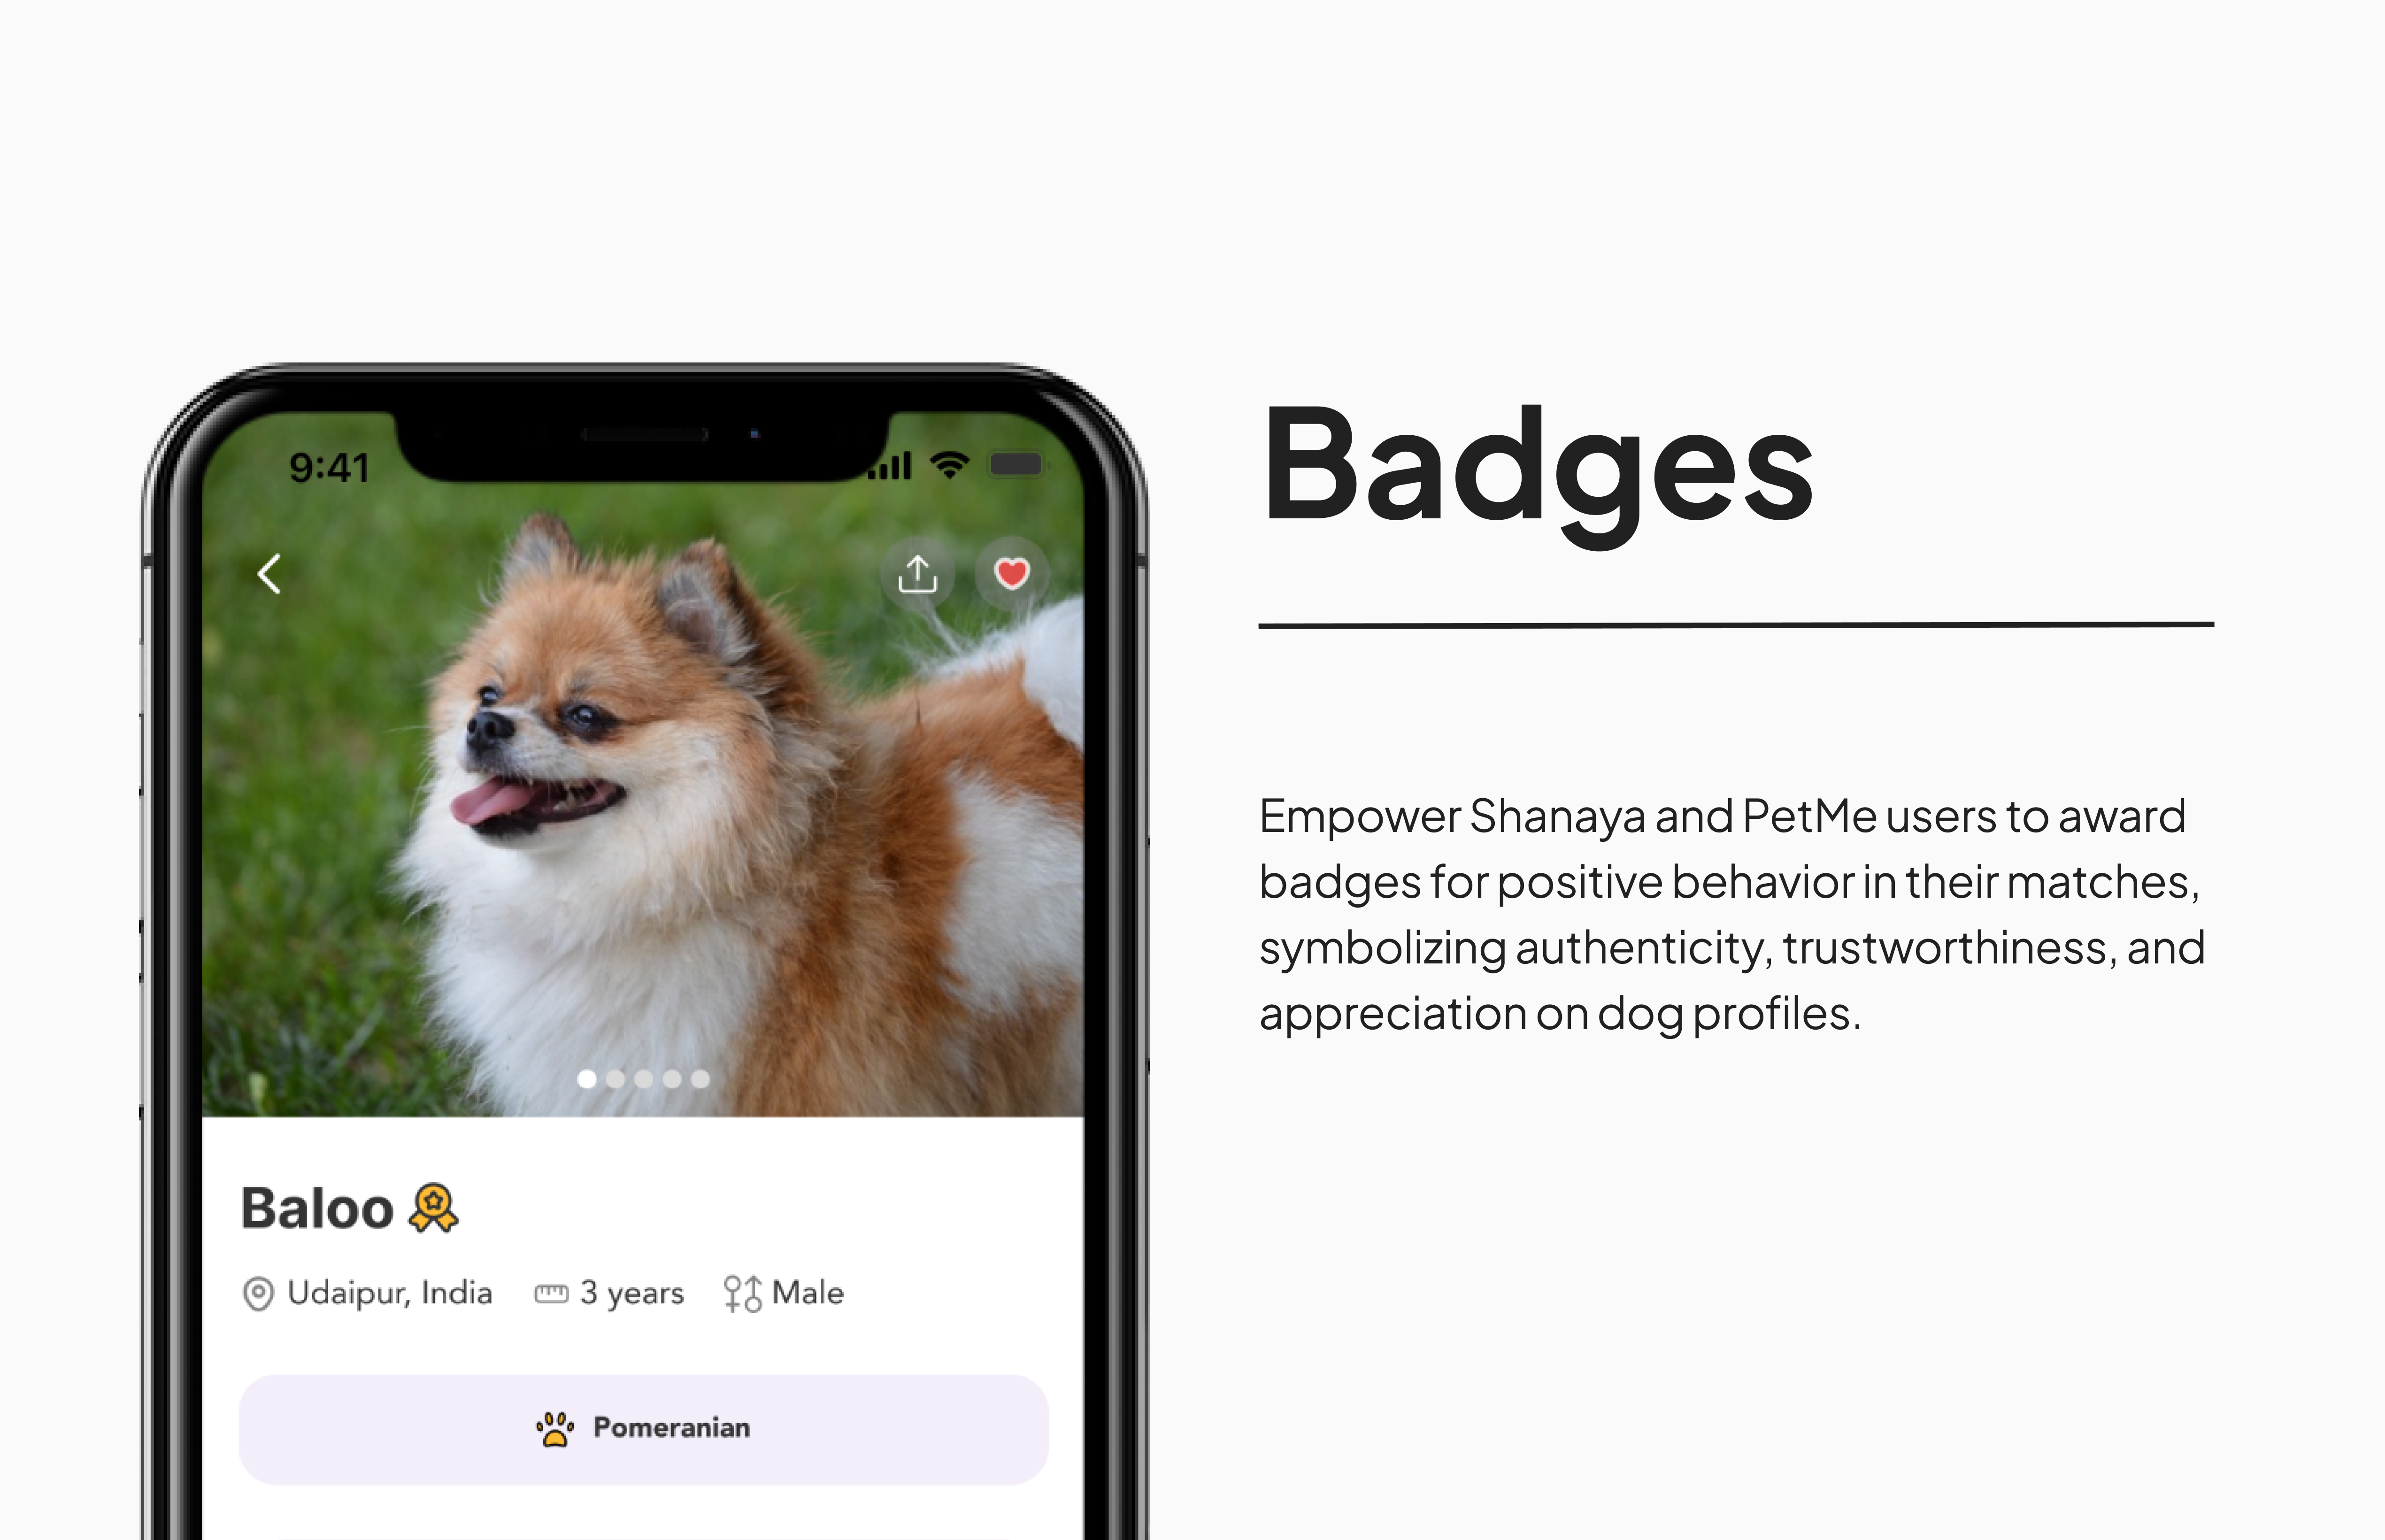 9:41
Baloo
Udaipur, India 3 years Male
Pomeranian
Badges
Empower Shanaya and PetMe users to award
badges for positive behavior in their matches,
symbolizing authenticity, trustworthiness, and
appreciation on dog profiles.